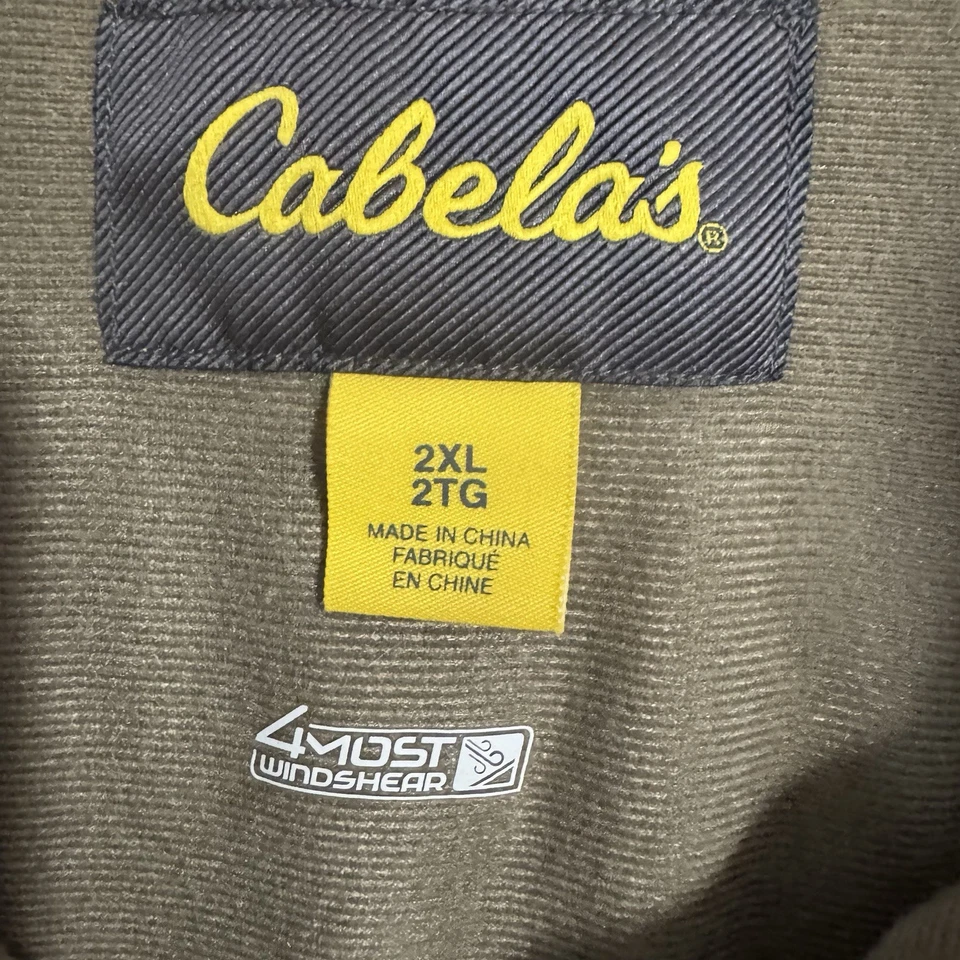 Cabela's®
2XL
2TG
MADE IN CHINA
FABRIQUÉ
EN CHINE
4MOST
WINDSHEAR